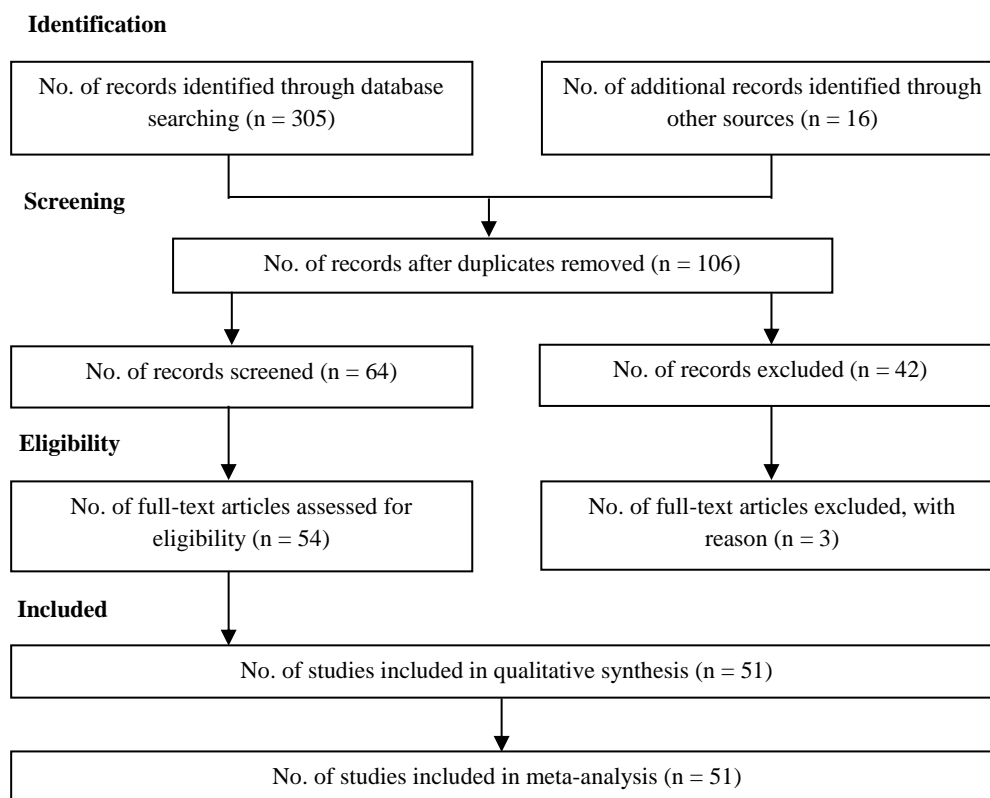 Identification
No. of records identified through database
searching (n = 305)
No. of additional records identified through
other sources (n = 16)
Screening
No. of records after duplicates removed (n = 106)
No. of records screened (n = 64)
No. of records excluded (n = 42)
Eligibility
No. of full-text articles assessed for
eligibility (n = 54)
No. of full-text articles excluded, with
reason (n = 3)
Included
No. of studies included in qualitative synthesis (n = 51)
No. of studies included in meta-analysis (n = 51)